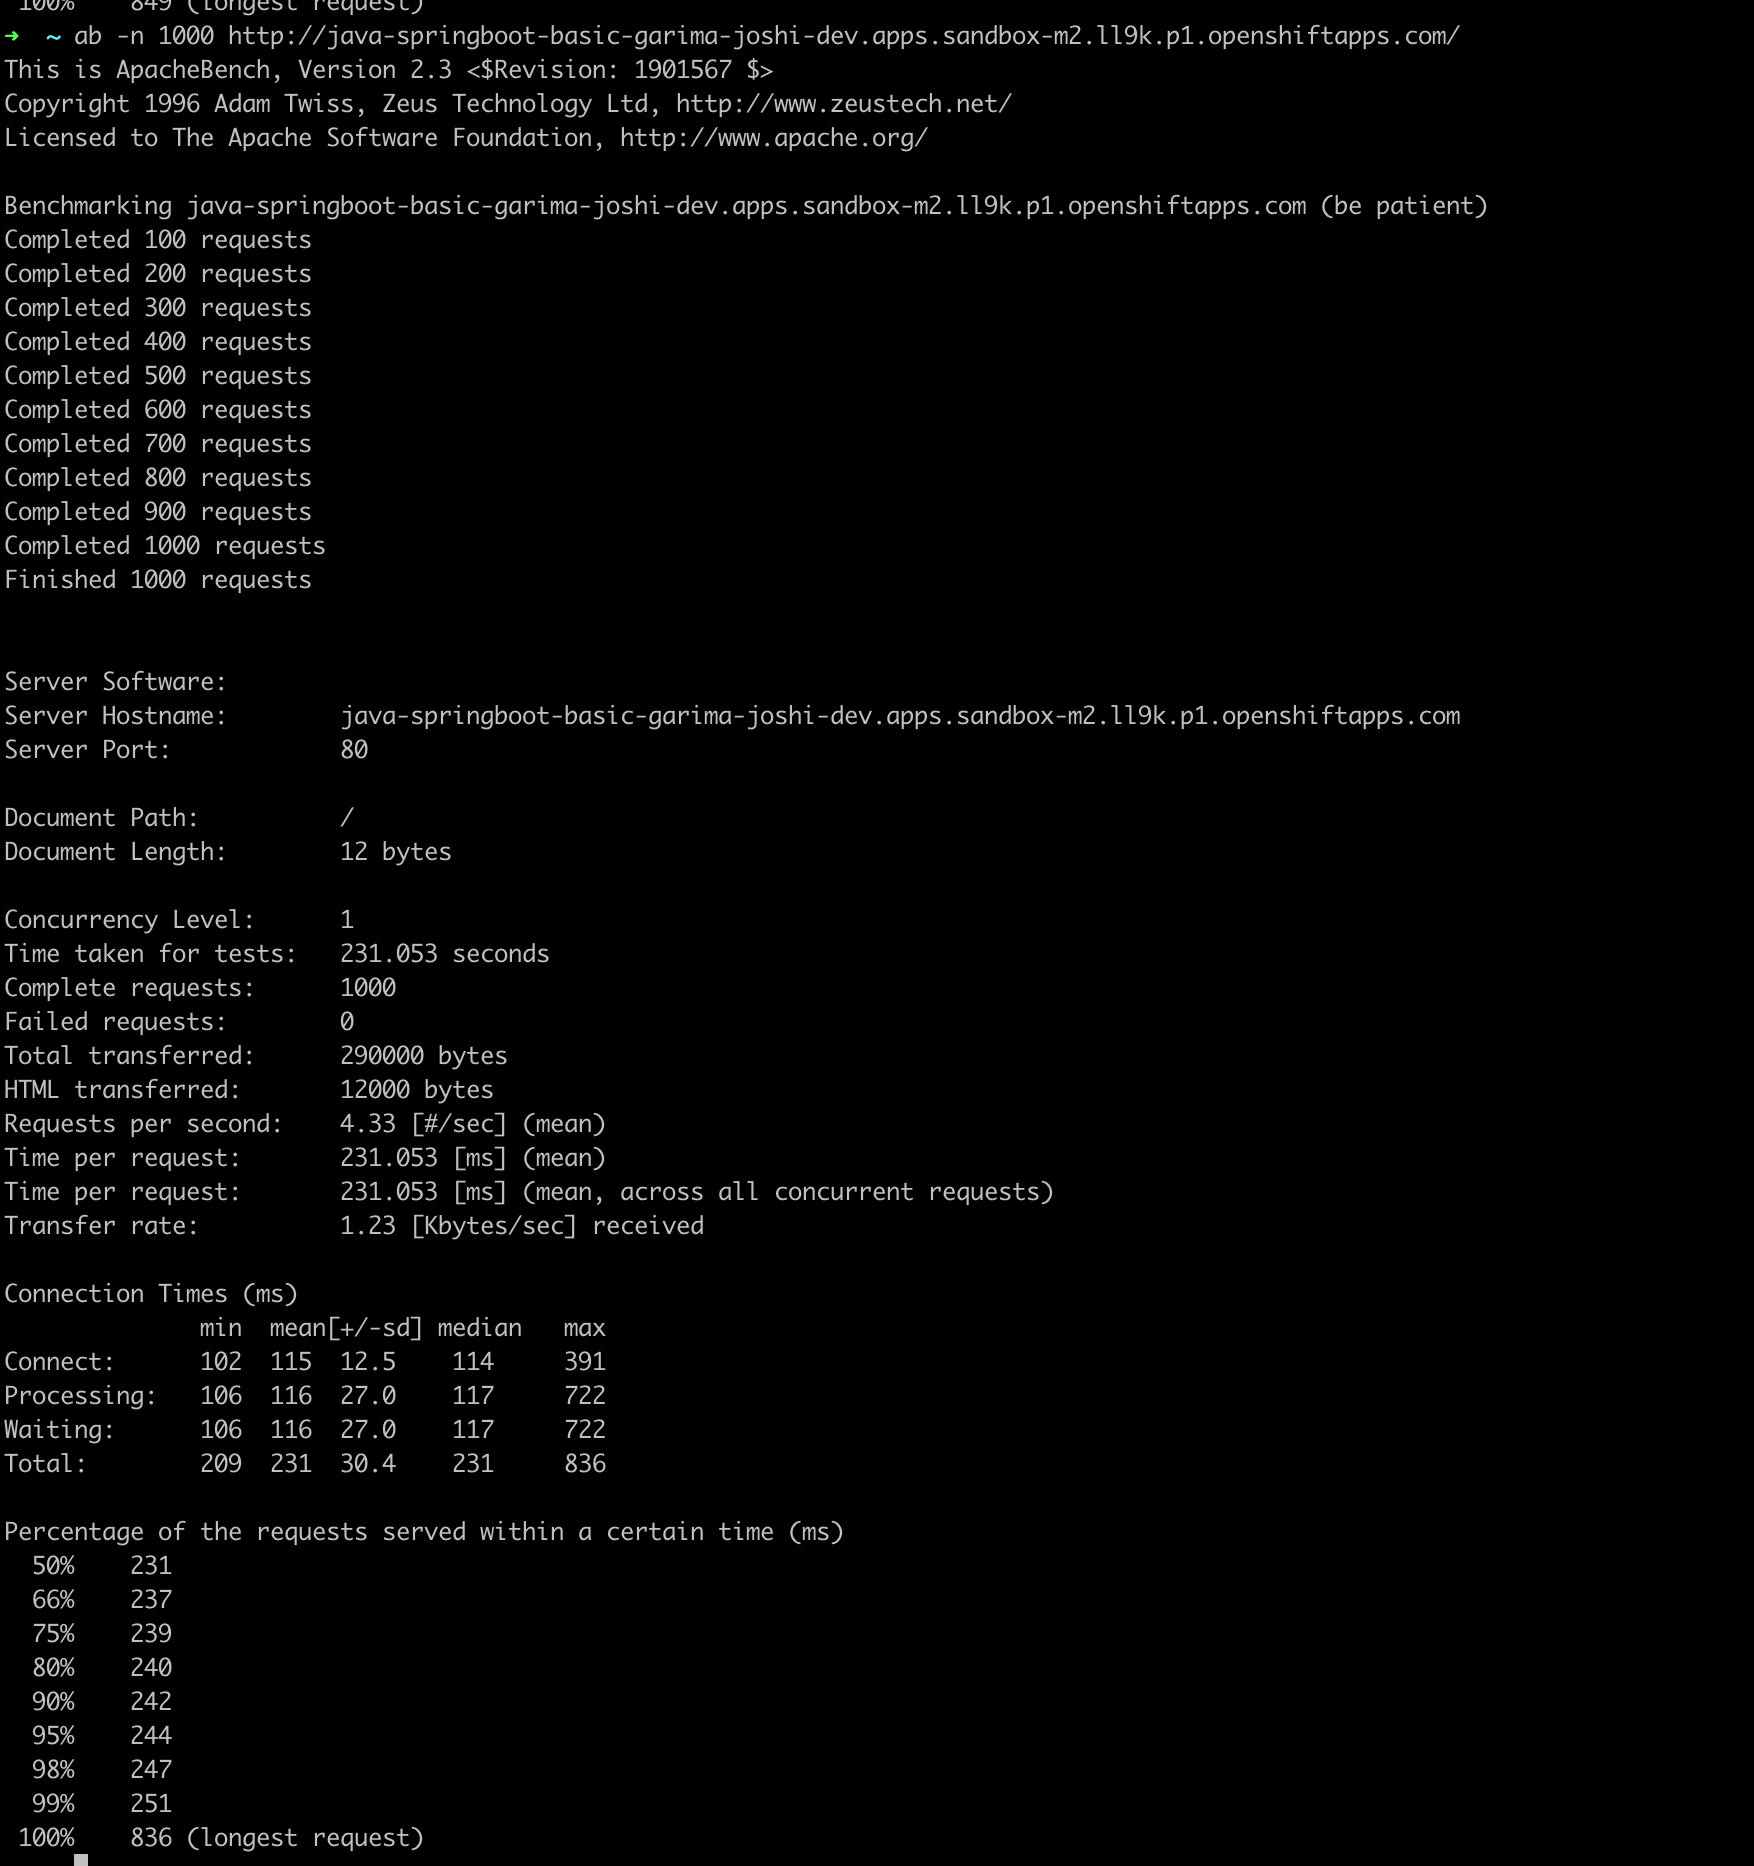 100%    849 (longest request)
➜  ~ ab -n 1000 http://java-springboot-basic-garima-joshi-dev.apps.sandbox-m2.ll9k.p1.openshiftapps.com/
This is ApacheBench, Version 2.3 <$Revision: 1901567 $>
Copyright 1996 Adam Twiss, Zeus Technology Ltd, http://www.zeustech.net/
Licensed to The Apache Software Foundation, http://www.apache.org/
Benchmarking java-springboot-basic-garima-joshi-dev.apps.sandbox-m2.ll9k.p1.openshiftapps.com (be patient)
Completed 100 requests
Completed 200 requests
Completed 300 requests
Completed 400 requests
Completed 500 requests
Completed 600 requests
Completed 700 requests
Completed 800 requests
Completed 900 requests
Completed 1000 requests
Finished 1000 requests
Server Software:
Server Hostname:        java-springboot-basic-garima-joshi-dev.apps.sandbox-m2.ll9k.p1.openshiftapps.com
Server Port:            80
Document Path:          /
Document Length:        12 bytes
Concurrency Level:      1
Time taken for tests:   231.053 seconds
Complete requests:      1000
Failed requests:        0
Total transferred:      290000 bytes
HTML transferred:       12000 bytes
Requests per second:    4.33 [#/sec] (mean)
Time per request:       231.053 [ms] (mean)
Time per request:       231.053 [ms] (mean, across all concurrent requests)
Transfer rate:          1.23 [Kbytes/sec] received
Connection Times (ms)
              min  mean[+/-sd] median   max
Connect:      102  115  12.5    114     391
Processing:   106  116  27.0    117     722
Waiting:      106  116  27.0    117     722
Total:        209  231  30.4    231     836
Percentage of the requests served within a certain time (ms)
  50%    231
  66%    237
  75%    239
  80%    240
  90%    242
  95%    244
  98%    247
  99%    251
 100%    836 (longest request)